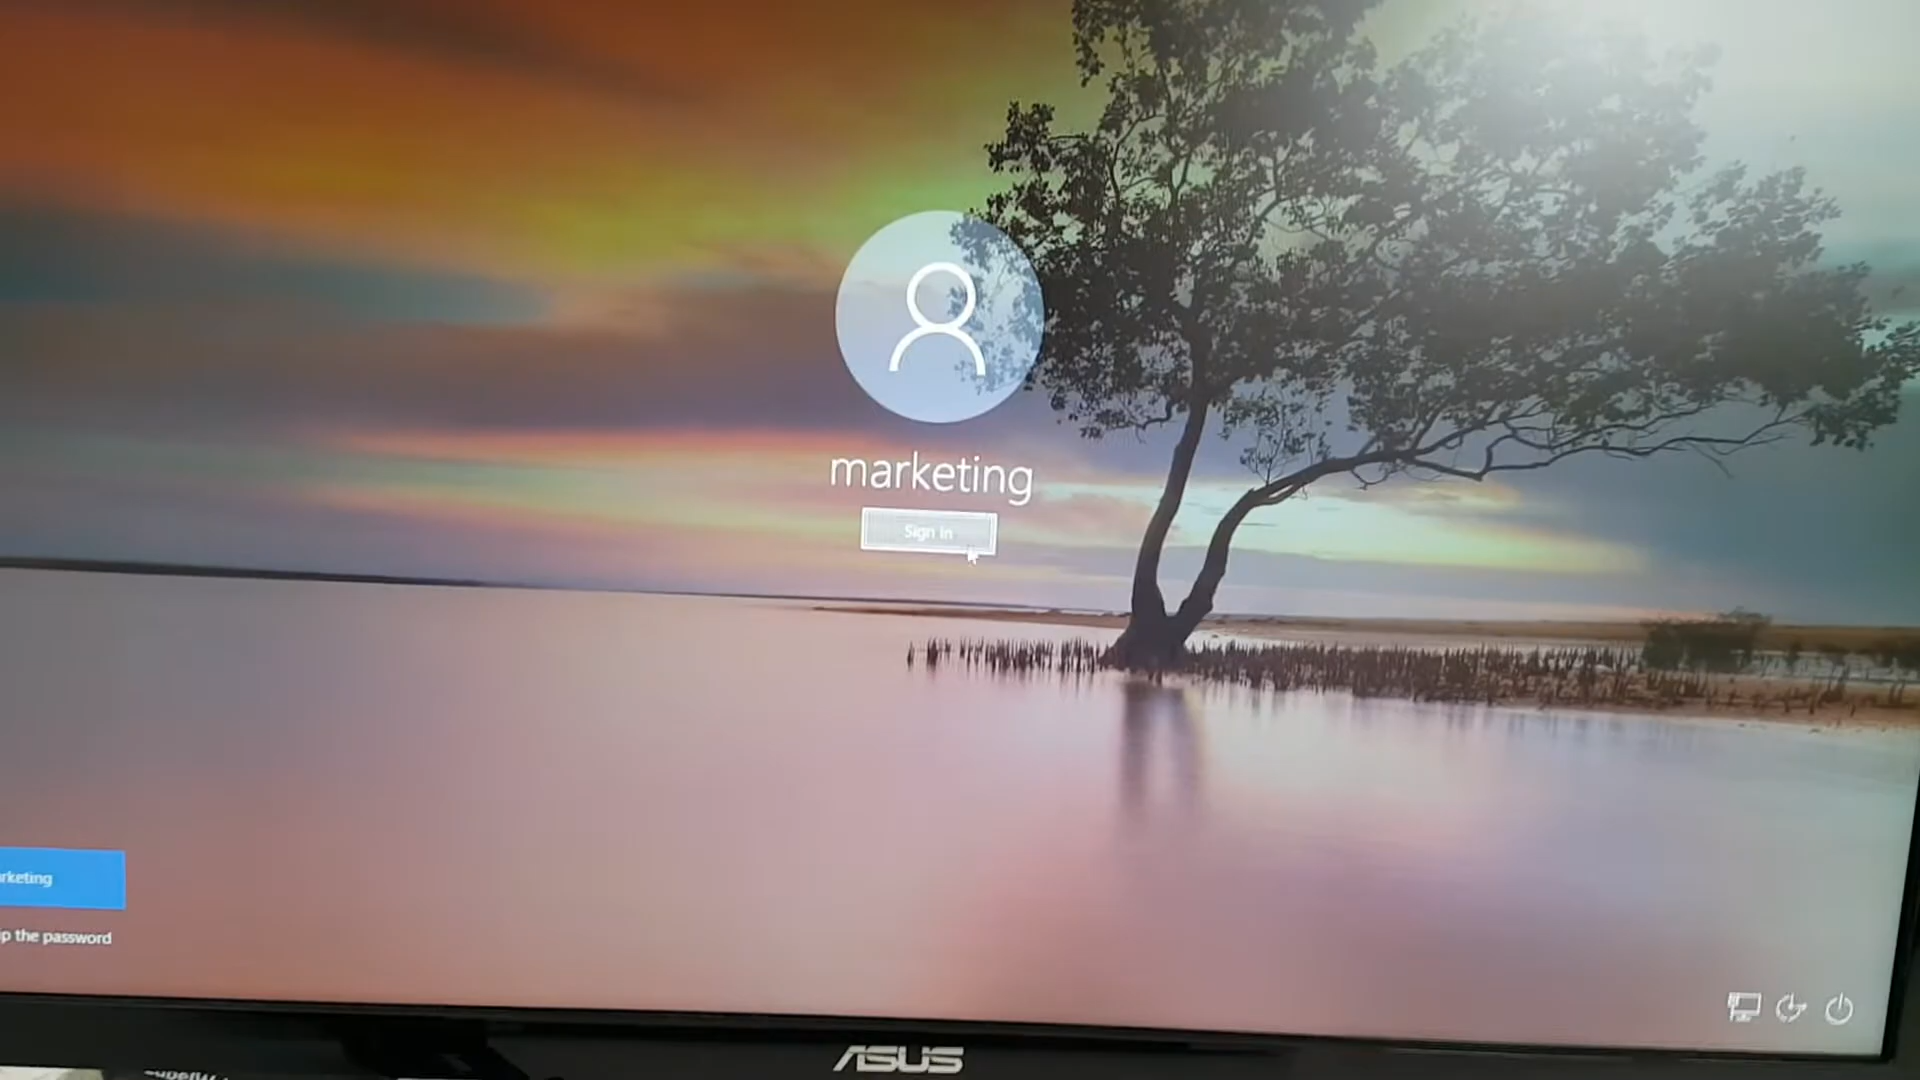 marketing
Sign in
rketing
p the password
ASUS